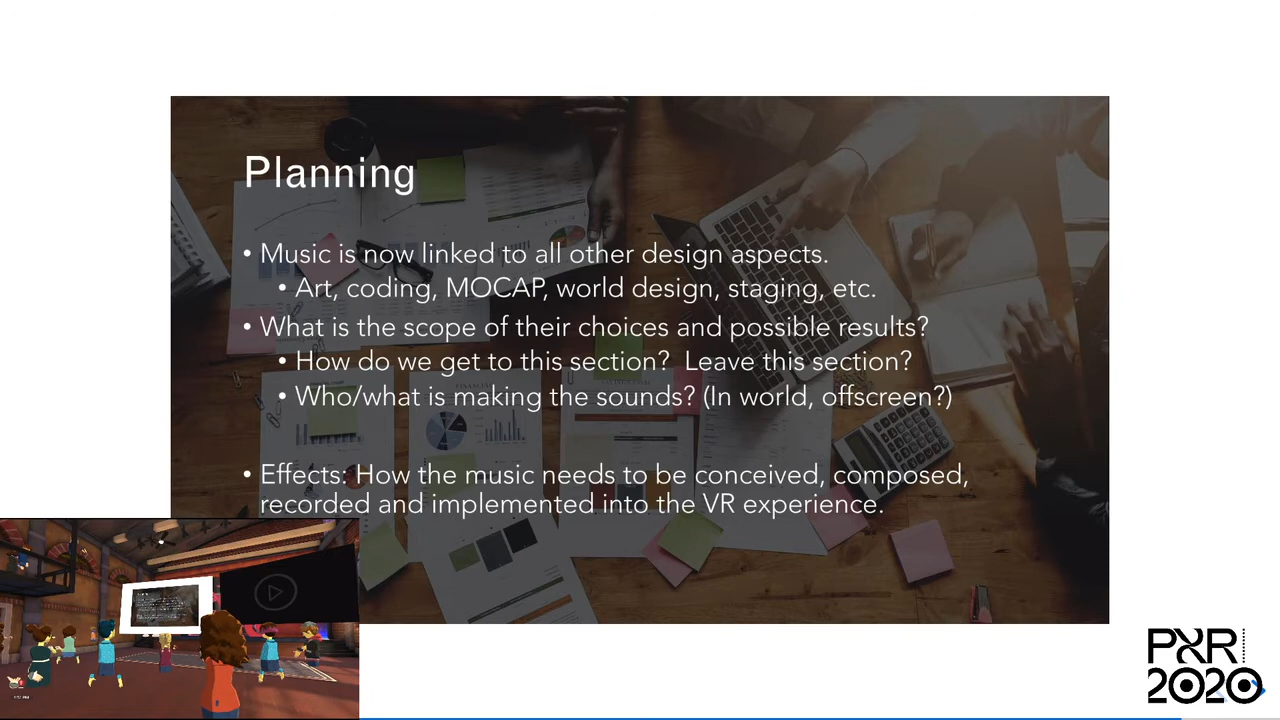 Planning
• Music is now linked to all other design aspects.
• Art, coding, MOCAP, world design, staging, etc.
• What is the scope of their choices and possible results?
• How do we get to this section?  Leave this section?
• Who/what is making the sounds? (In world, offscreen?)
• Effects: How the music needs to be conceived, composed,
recorded and implemented into the VR experience.
PXR
2020